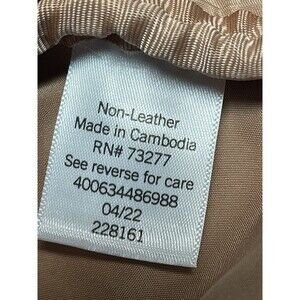 Non-Leather
Made in Cambodia
RN# 73277
See reverse for care
400634486988
04/22
228161